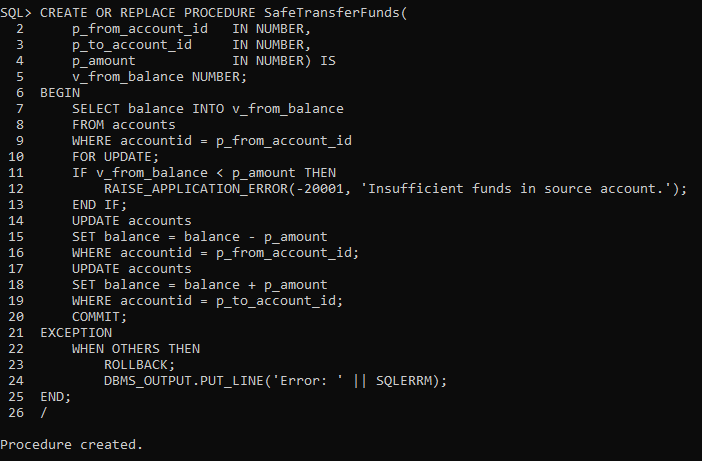 SQL> CREATE OR REPLACE PROCEDURE SafeTransferFunds(
  2      p_from_account_id   IN NUMBER,
  3      p_to_account_id     IN NUMBER,
  4      p_amount            IN NUMBER) IS
  5      v_from_balance NUMBER;
  6  BEGIN
  7      SELECT balance INTO v_from_balance
  8      FROM accounts
  9      WHERE accountid = p_from_account_id
 10      FOR UPDATE;
 11      IF v_from_balance < p_amount THEN
 12          RAISE_APPLICATION_ERROR(-20001, 'Insufficient funds in source account.');
 13      END IF;
 14      UPDATE accounts
 15      SET balance = balance - p_amount
 16      WHERE accountid = p_from_account_id;
 17      UPDATE accounts
 18      SET balance = balance + p_amount
 19      WHERE accountid = p_to_account_id;
 20      COMMIT;
 21  EXCEPTION
 22      WHEN OTHERS THEN
 23          ROLLBACK;
 24          DBMS_OUTPUT.PUT_LINE('Error: ' || SQLERRM);
 25  END;
 26  /
Procedure created.